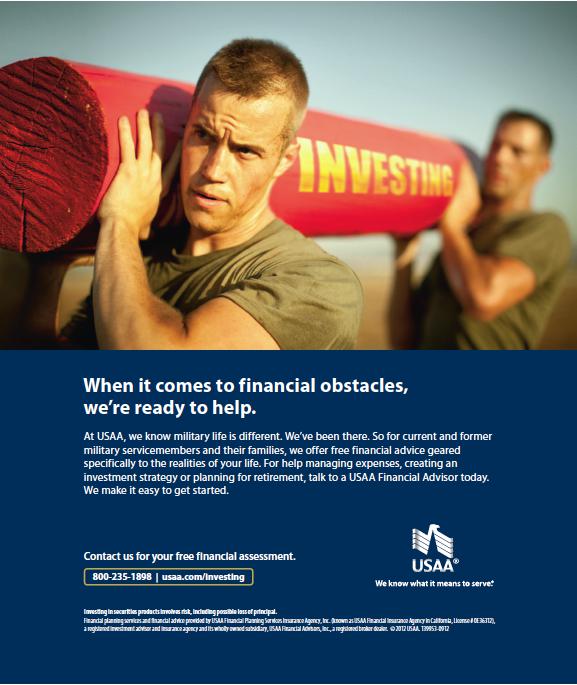 INVESTING
When it comes to financial obstacles,
we're ready to help.
At USAA, we know military life is different. We've been there. So for current and former
military servicemembers and their families, we offer free financial advice geared
specifically to the realities of your life. For help managing expenses, creating an
investment strategy or planning for retirement, talk to a USAA Financial Advisor today.
We make it easy to get started.
Contact us for your free financial assessment.
800-235-1898 | usaa.com/investing
USAA®
We know what it means to serve.®
Investing in securities products involves risk, including possible loss of principal.
Financial planning services and financial advice provided by USAA Financial Planning Services Insurance Agency, Inc. (known as USAA Financial Insurance Agency in California, License # 0E36312),
a registered investment advisor and insurance agency and its wholly owned subsidiary, USAA Financial Advisors, Inc., a registered broker dealer. © 2012 USAA. 139953-0912